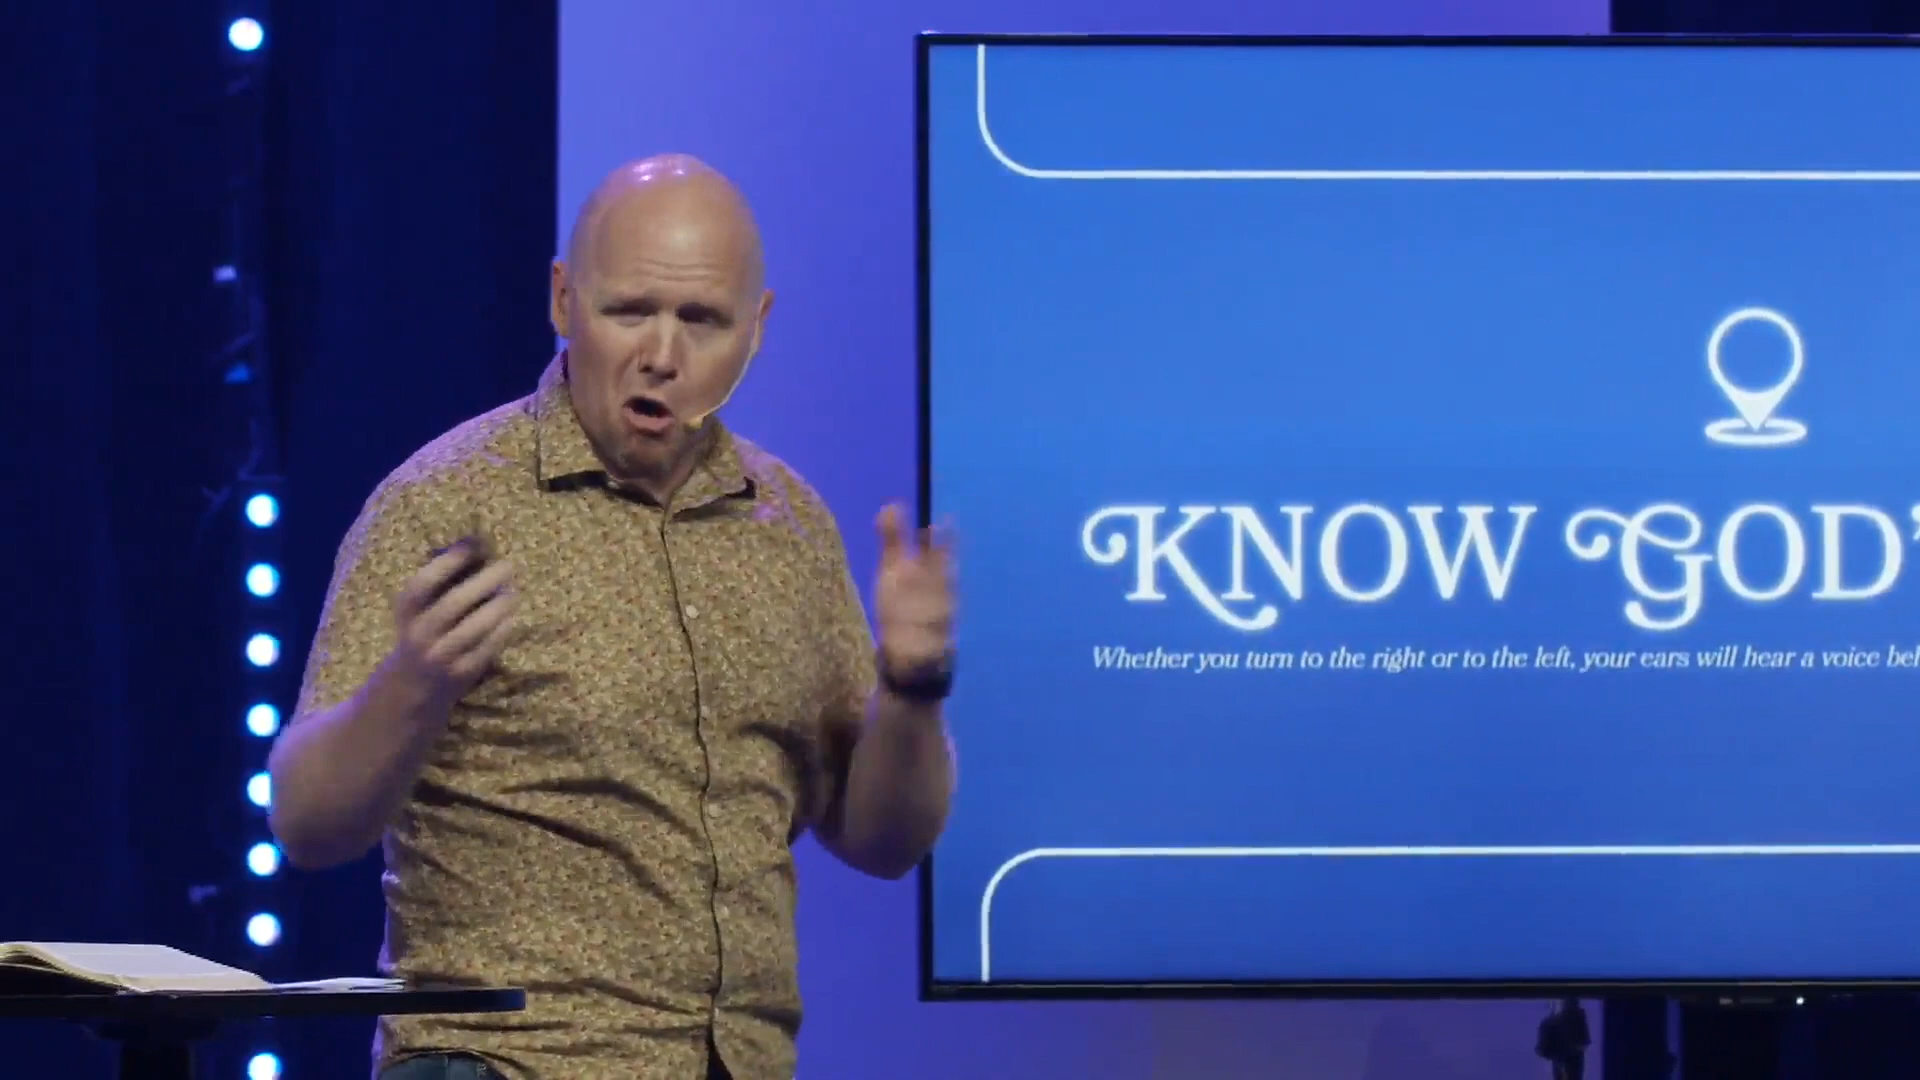 KNOW GOD'
Whether you turn to the right or to the left, your ears will hear a voice